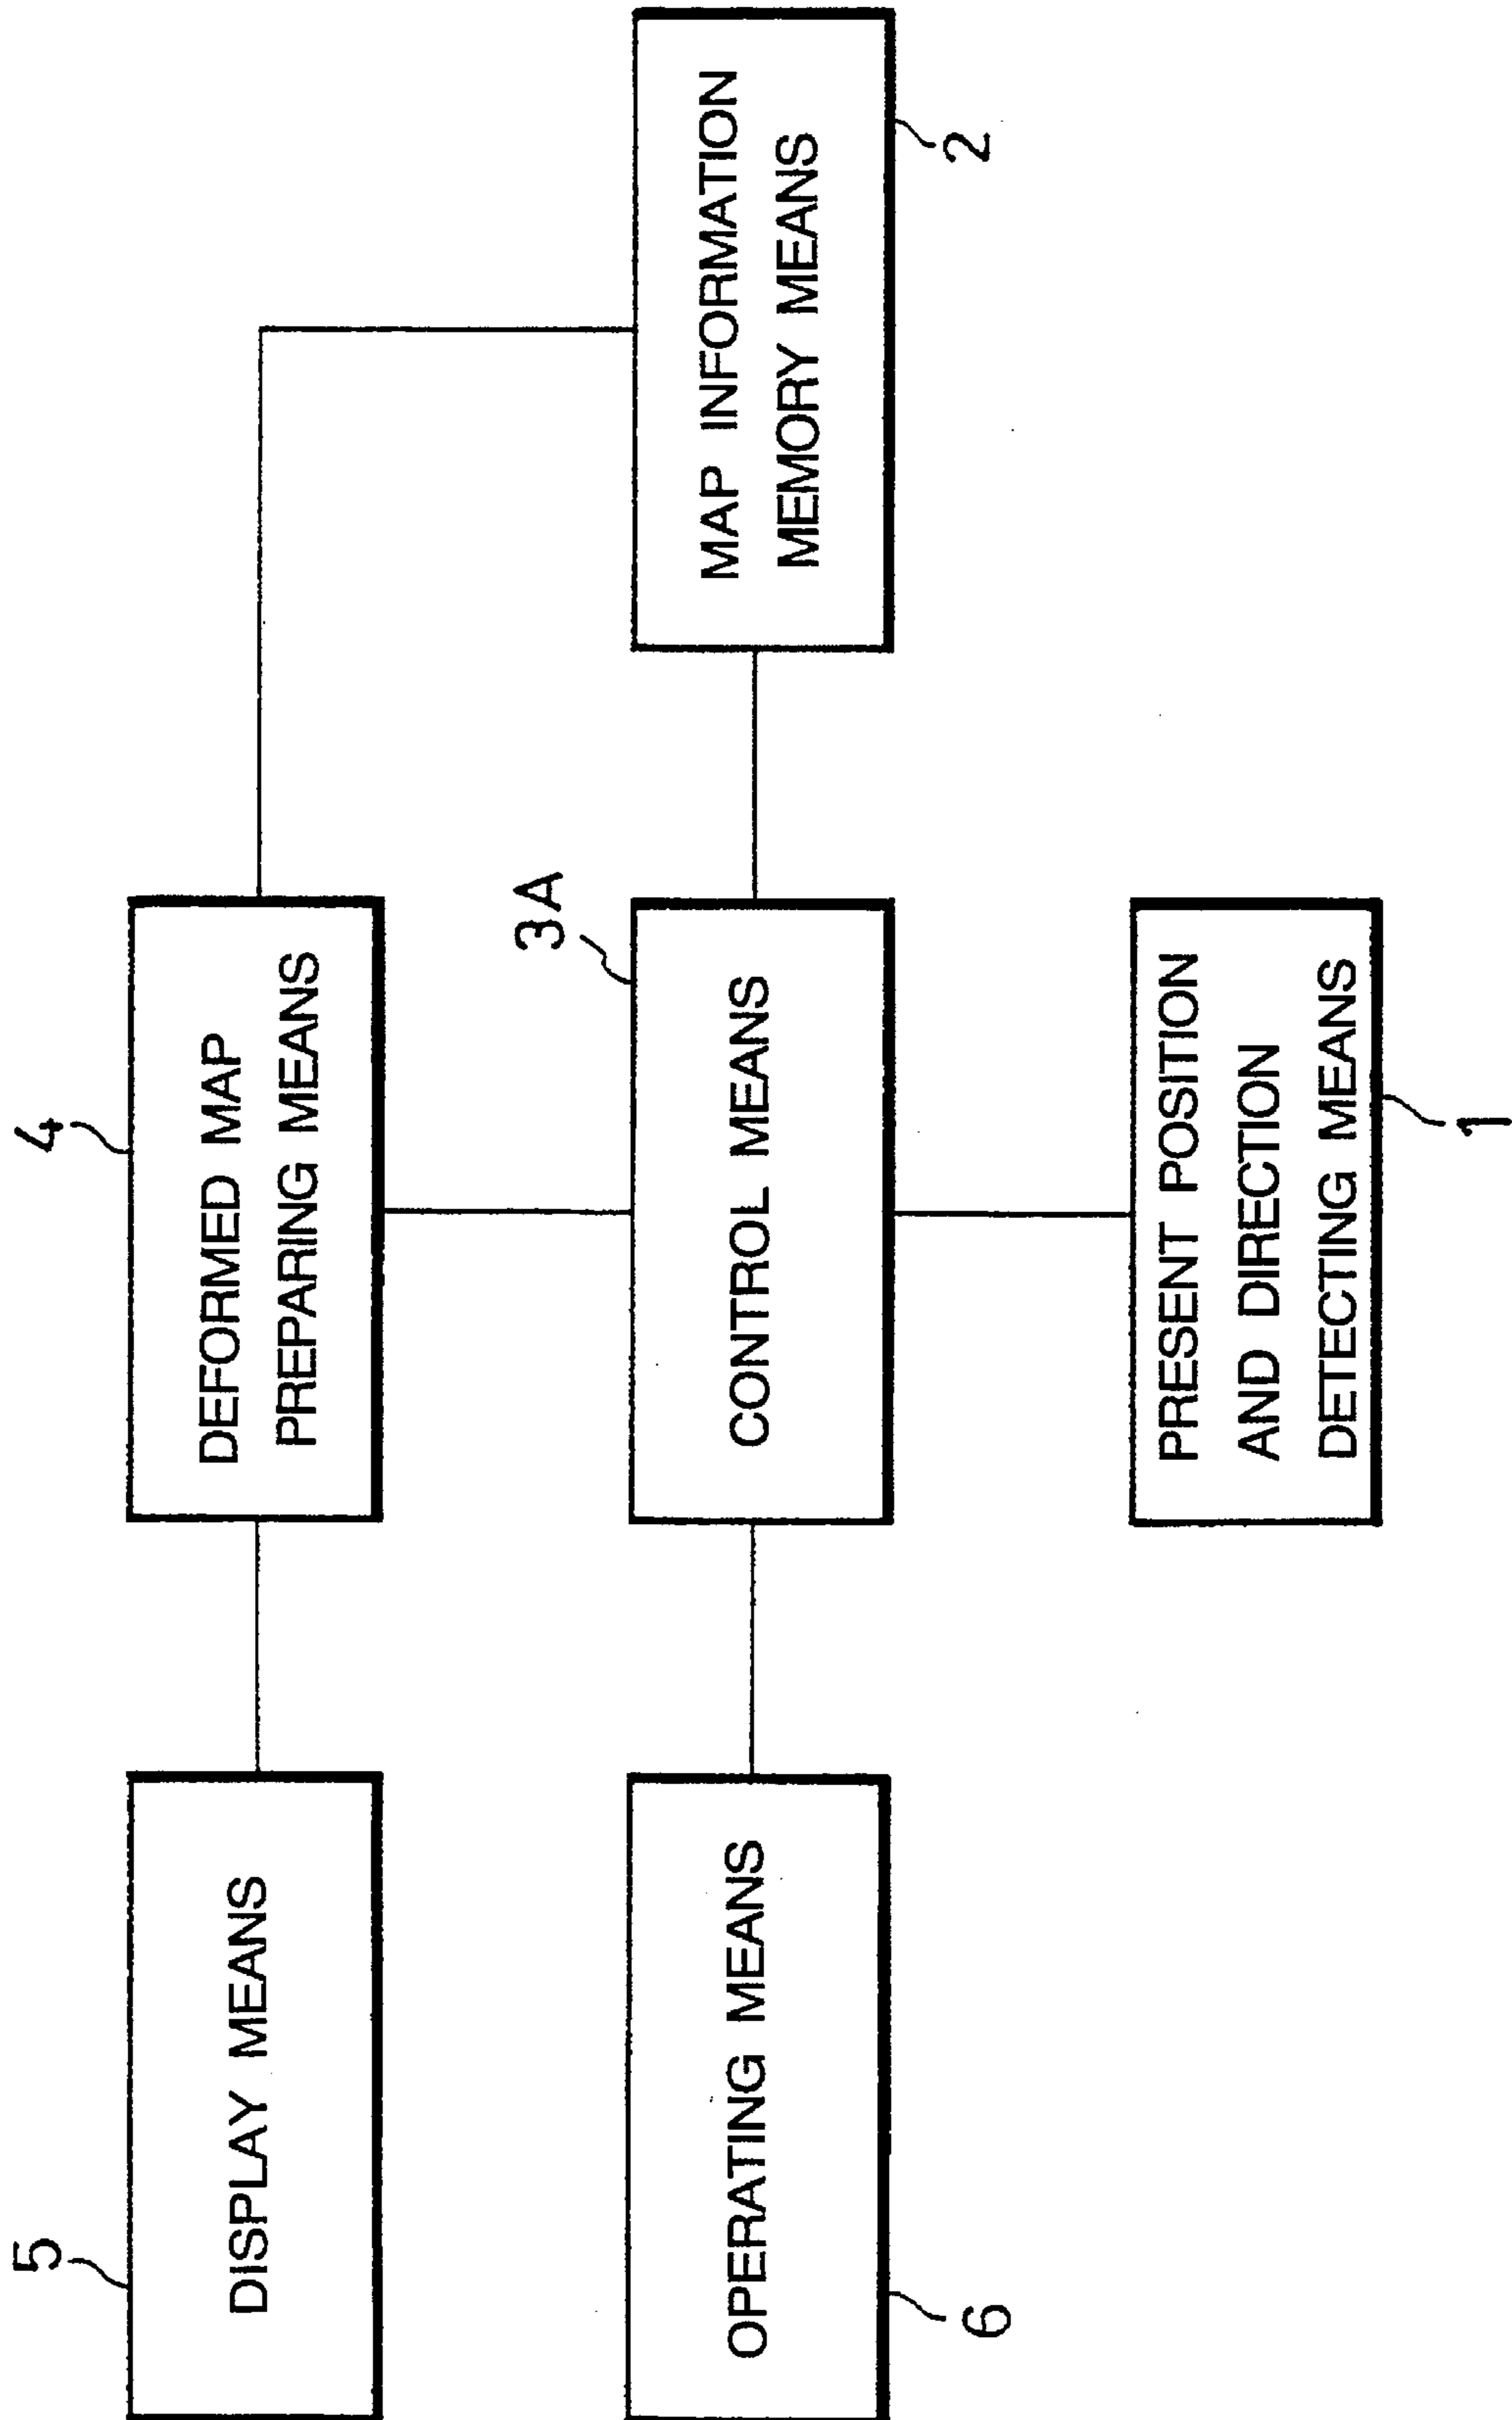 5
DISPLAY MEANS
4
DEFORMED MAP
PREPARING MEANS
OPERATING MEANS
6
3A
CONTROL MEANS
MAP INFORMATION
MEMORY MEANS
2
PRESENT POSITION
AND DIRECTION
DETECTING MEANS
1